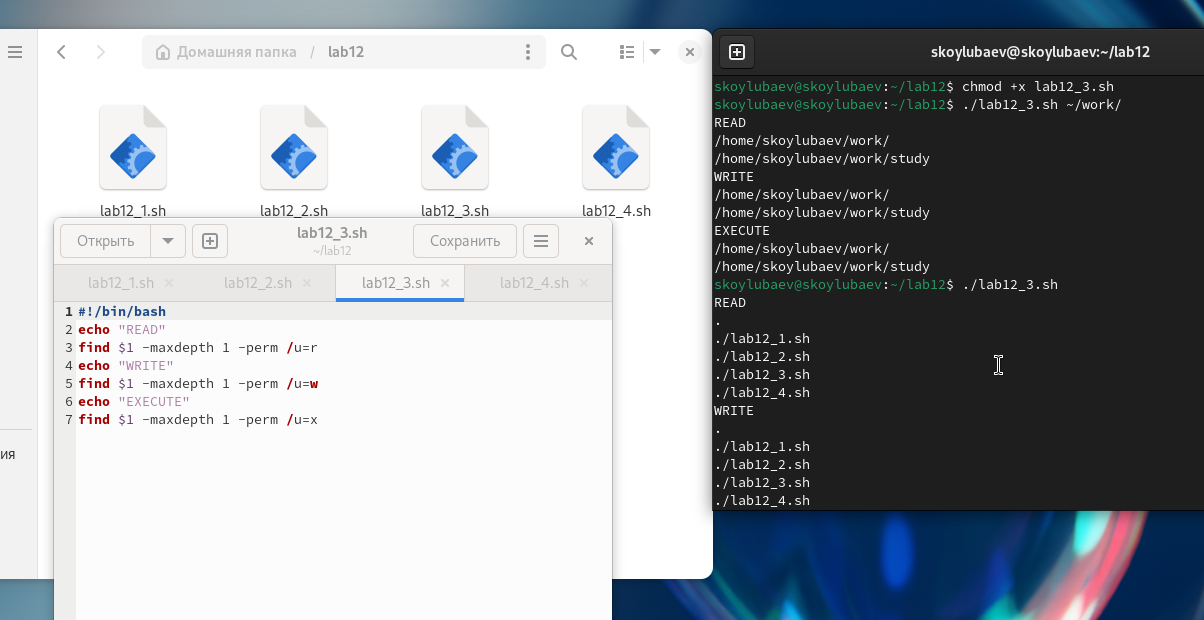 Домашняя папка / lab12
lab12_1.sh
lab12_2.sh
lab12_3.sh
lab12_4.sh
ия
Открыть
lab12_3.sh
~/lab12
Сохранить
lab12_1.sh
lab12_2.sh
lab12_3.sh
lab12_4.sh
1 #!/bin/bash
2 echo "READ"
3 find $1 -maxdepth 1 -perm /u=r
4 echo "WRITE"
5 find $1 -maxdepth 1 -perm /u=w
6 echo "EXECUTE"
7 find $1 -maxdepth 1 -perm /u=x
skoylubaev@skoylubaev:~/lab12
skoylubaev@skoylubaev:~/lab12$ chmod +x lab12_3.sh
skoylubaev@skoylubaev:~/lab12$ ./lab12_3.sh ~/work/
READ
/home/skoylubaev/work/
/home/skoylubaev/work/study
WRITE
/home/skoylubaev/work/
/home/skoylubaev/work/study
EXECUTE
/home/skoylubaev/work/
/home/skoylubaev/work/study
skoylubaev@skoylubaev:~/lab12$ ./lab12_3.sh
READ
.
./lab12_1.sh
./lab12_2.sh
./lab12_3.sh
./lab12_4.sh
WRITE
.
./lab12_1.sh
./lab12_2.sh
./lab12_3.sh
./lab12_4.sh